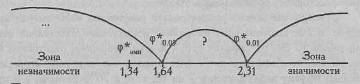 ...
?
φ*эмп φ*0.05 φ*0.01
Зона Зона
незначимости значимости
1,34 1,64 2,31